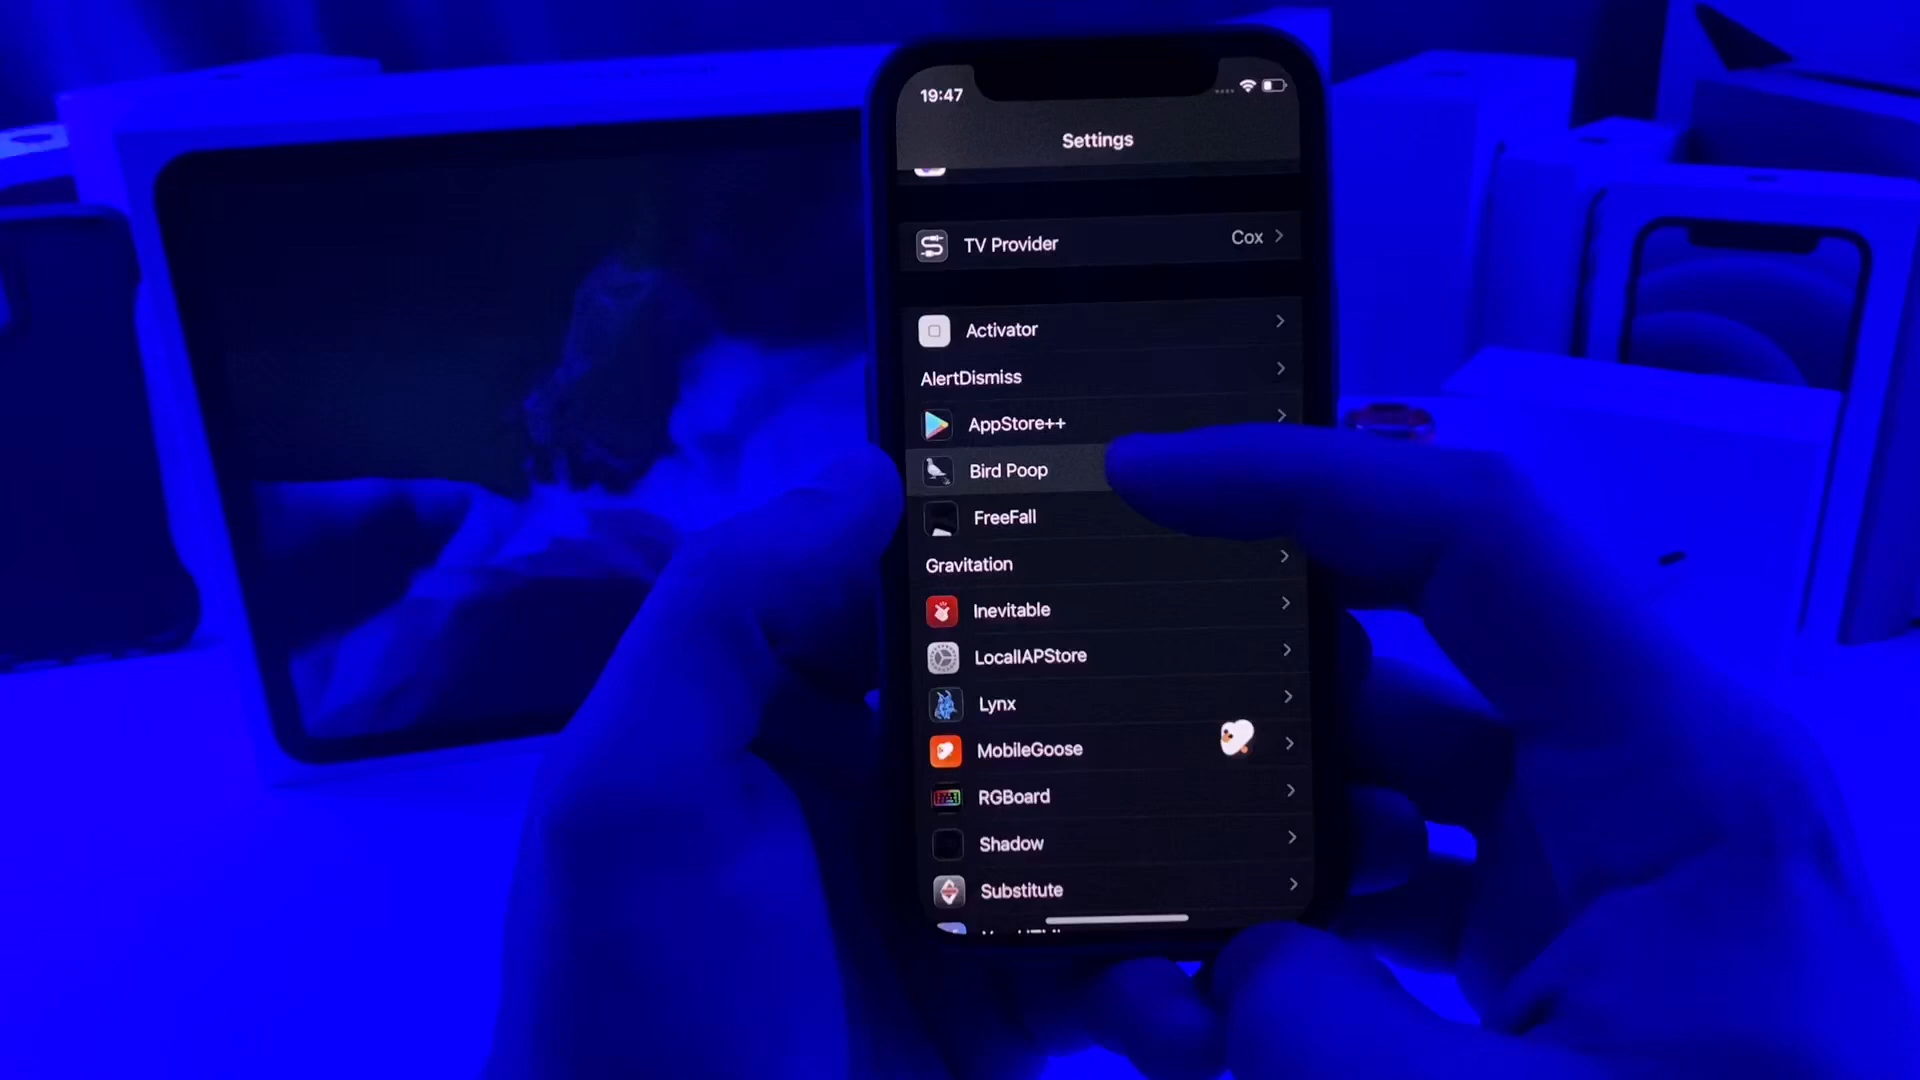 19:47
Settings
TV Provider
Cox
Activator
AlertDismiss
AppStore++
Bird Poop
FreeFall
Gravitation
Inevitable
LocalIAPStore
Lynx
MobileGoose
RGBoard
Shadow
Substitute